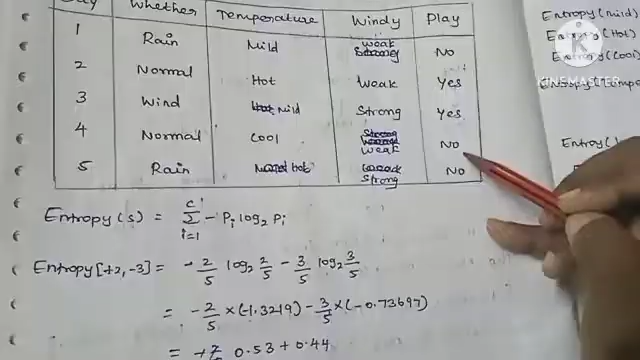 Day Whether Temperature Windy Play
1 Rain Mild weak No
2 Normal Hot Weak Yes
3 Wind Mild Strong Yes
4 Normal Cool weak No
5 Rain Hot Strong No
Entropy(s) = Σ i=1 c - Pi log2 Pi
Entropy[+2,-3] = -2/5 log2 2/5 - 3/5 log2 3/5
= -2/5 ×(-1.3219) - 3/5 ×(-0.73697)
= 0.53 + 0.44
Entropy(mild)
Entropy(Hot)
Entropy(Cool)
KINEMASTER